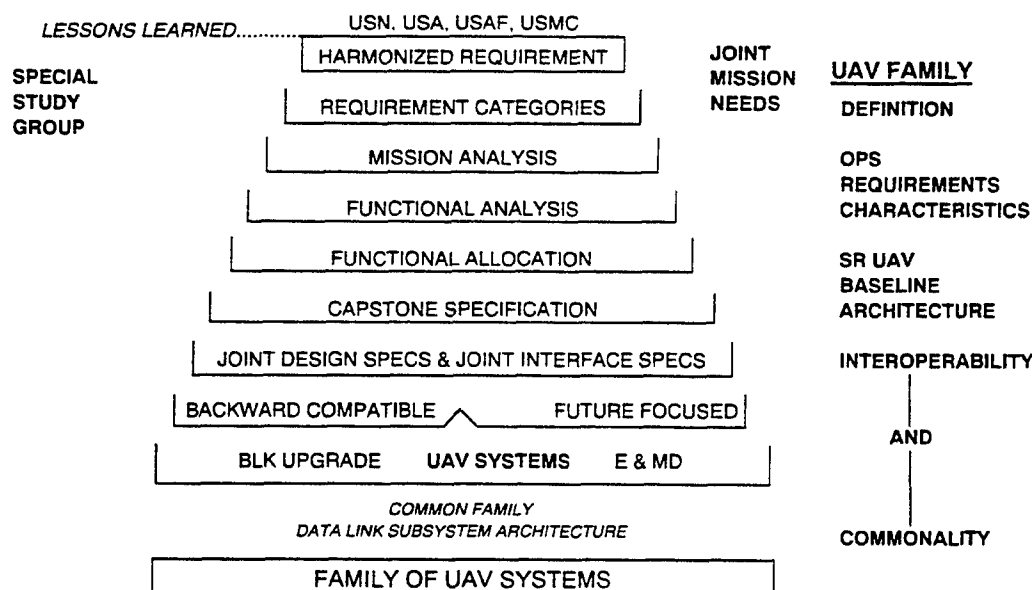 USN, USA, USAF, USMC
LESSONS LEARNED............
HARMONIZED REQUIREMENT
SPECIAL
STUDY
GROUP
JOINT
MISSION
NEEDS
UAV FAMILY
REQUIREMENT CATEGORIES
DEFINITION
MISSION ANALYSIS
OPS
REQUIREMENTS
CHARACTERISTICS
FUNCTIONAL ANALYSIS
FUNCTIONAL ALLOCATION
SR UAV
BASELINE
ARCHITECTURE
CAPSTONE SPECIFICATION
JOINT DESIGN SPECS & JOINT INTERFACE SPECS
INTEROPERABILITY
BACKWARD COMPATIBLE FUTURE FOCUSED
AND
BLK UPGRADE UAV SYSTEMS E & MD
COMMON FAMILY
DATA LINK SUBSYSTEM ARCHITECTURE
COMMONALITY
FAMILY OF UAV SYSTEMS